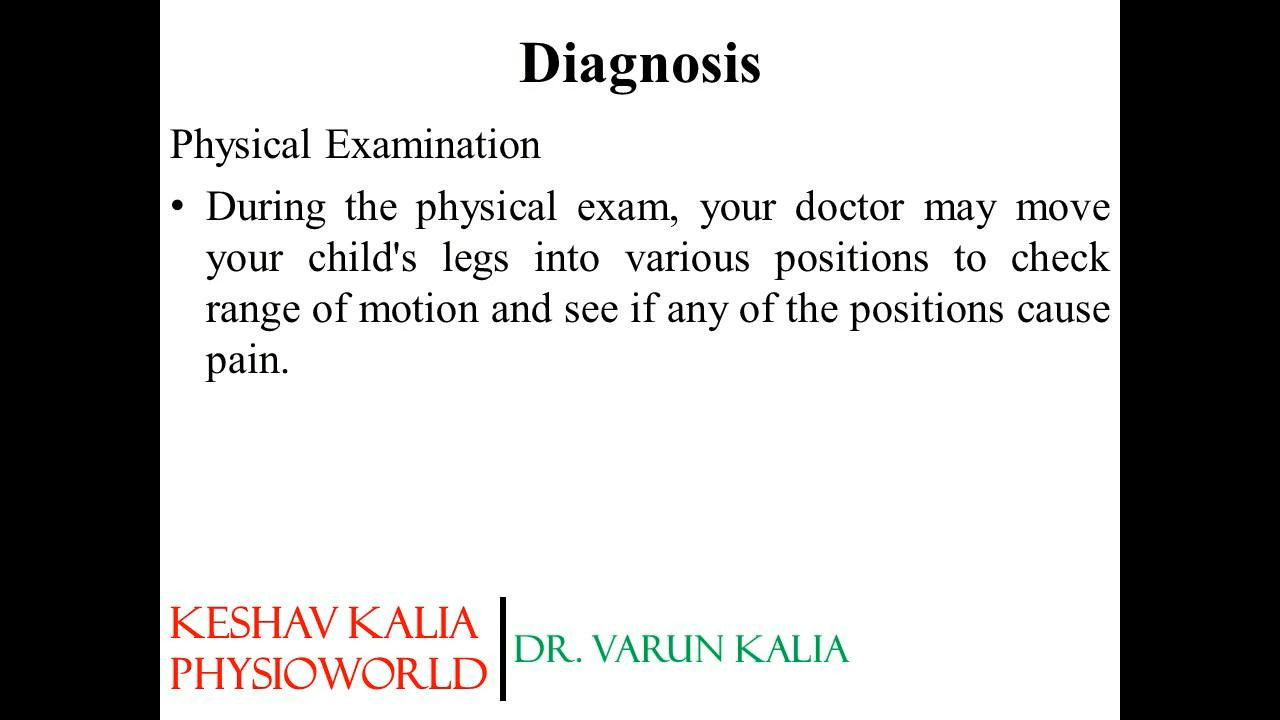 Diagnosis
Physical Examination
• During the physical exam, your doctor may move
your child's legs into various positions to check
range of motion and see if any of the positions cause
pain.
KESHAV KALIA
PHYSIOWORLD
DR. VARUN KALIA